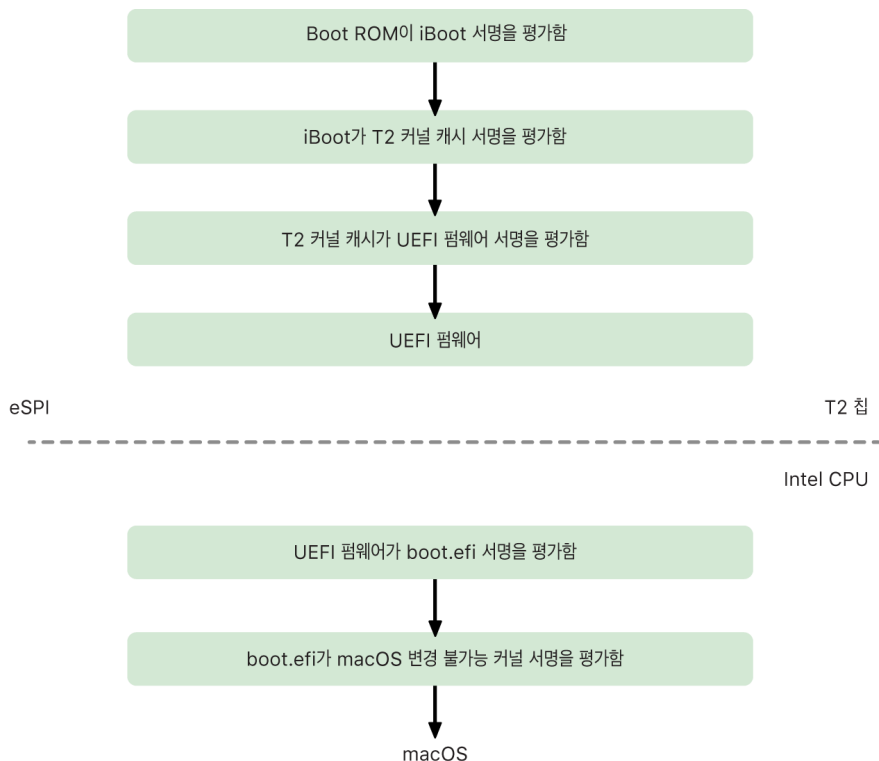 Boot ROM이 iBoot 서명을 평가함
iBoot가 T2 커널 캐시 서명을 평가함
T2 커널 캐시가 UEFI 펌웨어 서명을 평가함
UEFI 펌웨어
eSPI
T2 칩
Intel CPU
UEFI 펌웨어가 boot.efi 서명을 평가함
boot.efi가 macOS 변경 불가능 커널 서명을 평가함
macOS